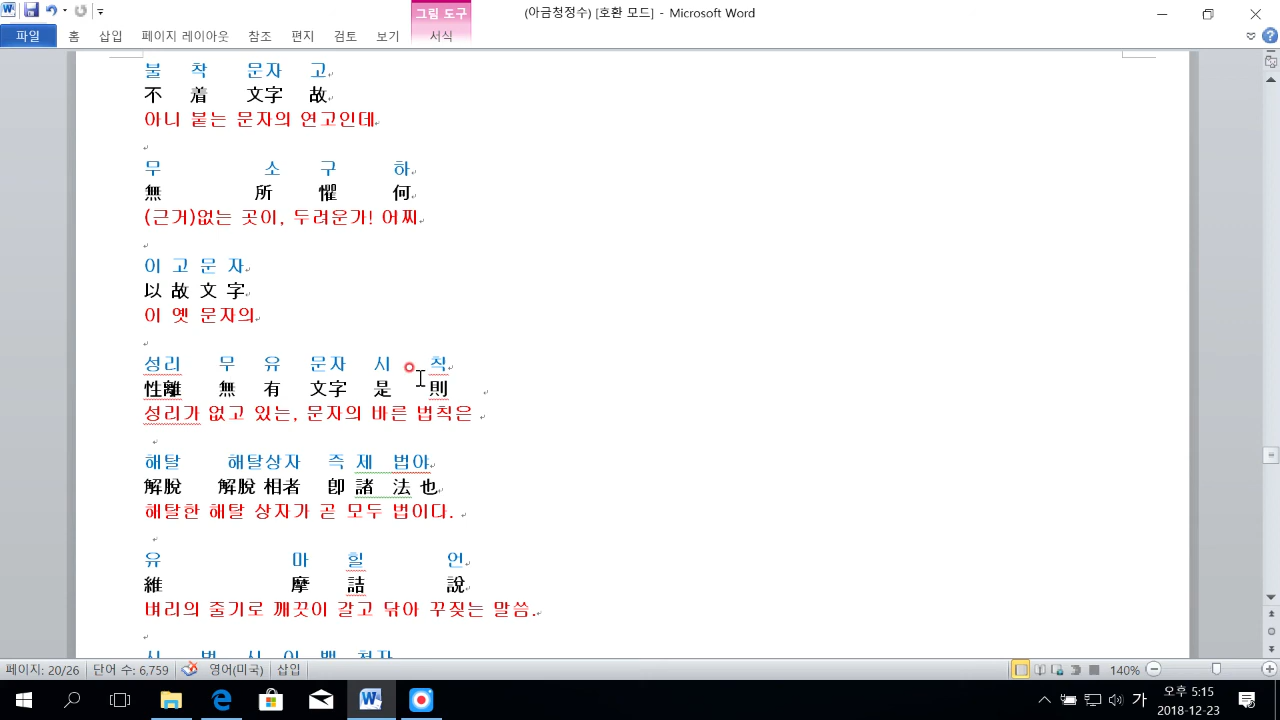 (아금청정수) [호환 모드] - Microsoft Word
그림 도구
파일 홈 삽입 페이지 레이아웃 참조 편지 검토 보기 서식
불 착 문자 고
不 着 文字 故
아니 붙는 문자의 연고인데
무 소 구 하
無 所 懼 何
(근거)없는 곳이, 두려운가! 어찌
이 고 문 자
以 故 文 字
이 옛 문자의
성리 무 유 문자 시 칙
性離 無 有 文字 是 則
성리가 없고 있는, 문자의 바른 법칙은
해탈 해탈상자 즉 제 법야
解脫 解脫 相者 卽 諸 法 也
해탈한 해탈 상자가 곧 모두 법이다.
유 마 힐 언
維 摩 詰 說
벼리의 줄기로 깨끗이 갈고 닦아 꾸짖는 말씀.
페이지: 20/26 단어 수: 6,759 영어(미국) 삽입 140%
가 오후 5:15
2018-12-23